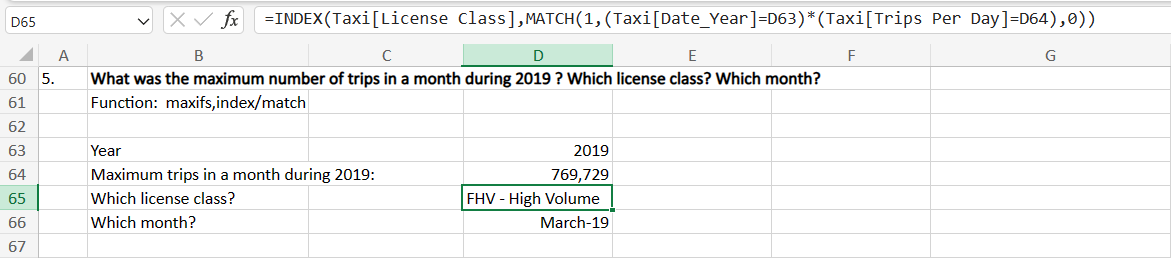 D65 fx =INDEX(Taxi[License Class],MATCH(1,(Taxi[Date_Year]=D63)*(Taxi[Trips Per Day]=D64),0))
A B C D E F G
60 5. What was the maximum number of trips in a month during 2019 ? Which license class? Which month?
61 Function:  maxifs,index/match
62
63 Year 2019
64 Maximum trips in a month during 2019: 769,729
65 Which license class? FHV - High Volume
66 Which month? March-19
67